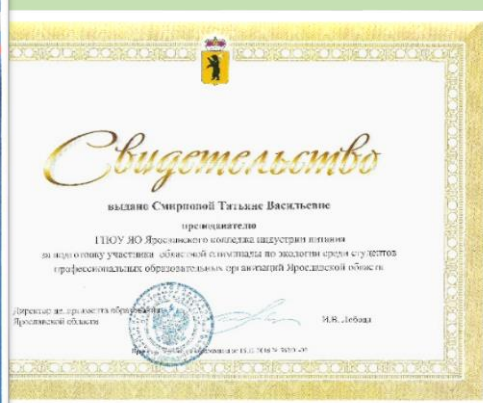 Свидетельство
выдано Смирновой Татьяне Васильевне
преподавателю
ГПОУ ЯО Ярославского колледжа индустрии питания
за подготовку участника областной олимпиады по экологии среди студентов
профессиональных образовательных организаций Ярославской области
Директор департамента образования
Ярославской области
И.В. Лобода